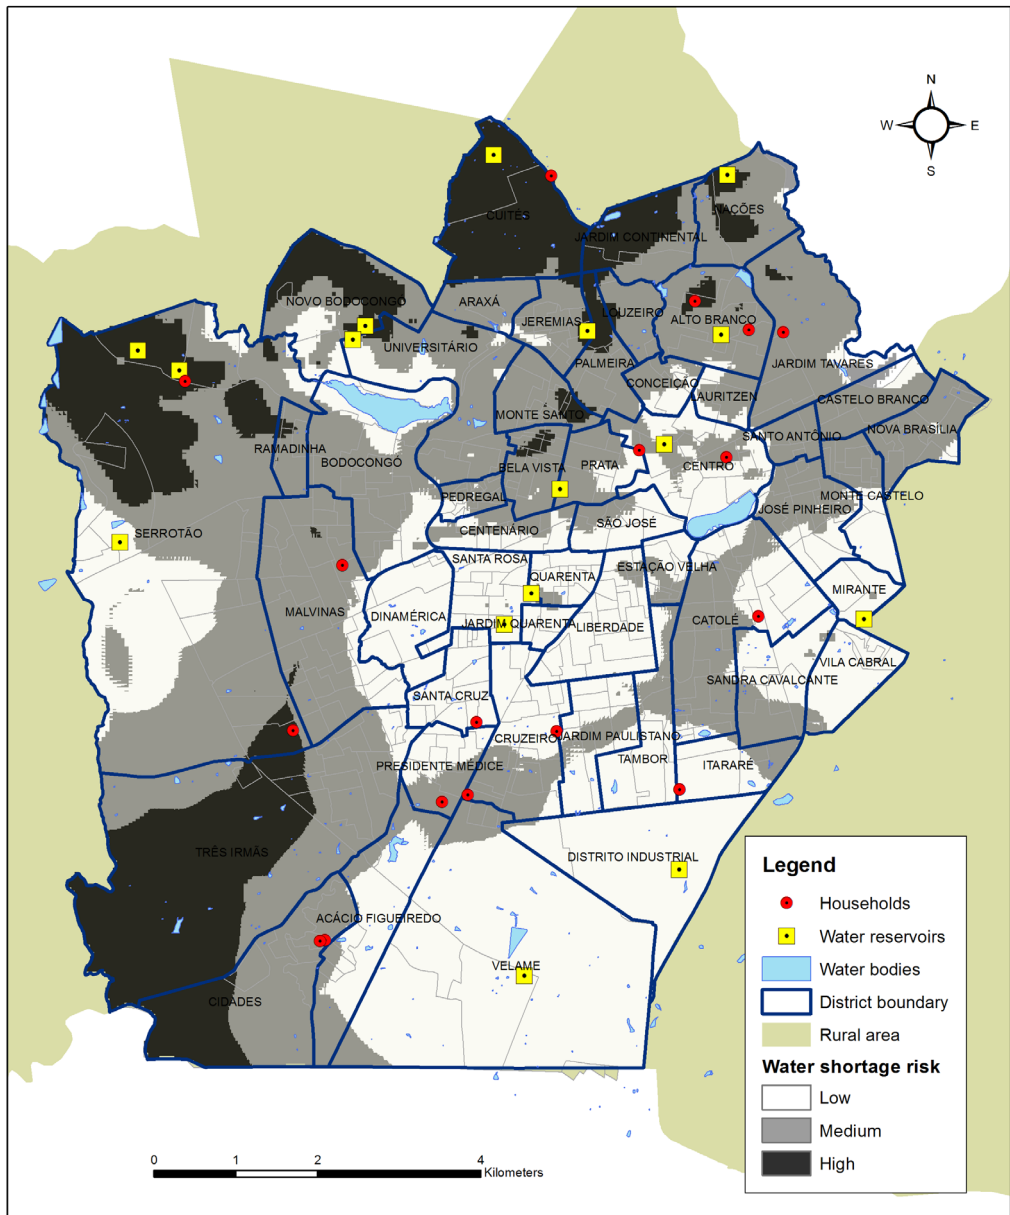 N
W E
S
CUITÉS
NAÇÕES
JARDIM CONTINENTAL
NOVO BODOCONGO
ARAXÁ
JEREMIAS
LOUZEIRO
ALTO BRANCO
UNIVERSITÁRIO
PALMEIRA
JARDIM TAVARES
CONCEIÇÃO
LAURITZEN
CASTELO BRANCO
MONTE SANTO
NOVA BRASÍLIA
SANTO ANTÔNIO
RAMADINHA
BODOCONGÓ
BELA VISTA
PRATA
CENTRO
PEDREGAL
MONTE CASTELO
JOSÉ PINHEIRO
SÃO JOSÉ
CENTENÁRIO
SERROTÃO
SANTA ROSA
ESTAÇÃO VELHA
QUARENTA
MIRANTE
MALVINAS
DINAMÉRICA
JARDIM QUARENTA
LIBERDADE
CATOLÉ
VILA CABRAL
SANDRA CAVALCANTE
SANTA CRUZ
CRUZEIRO
JARDIM PAULISTANO
PRESIDENTE MÉDICE
TAMBOR
ITARARÉ
TRÊS IRMÃS
DISTRITO INDUSTRIAL
ACÁCIO FIGUEIREDO
VELAME
CIDADES
Legend
Households
Water reservoirs
Water bodies
District boundary
Rural area
Water shortage risk
Low
Medium
High
0 1 2 4
Kilometers